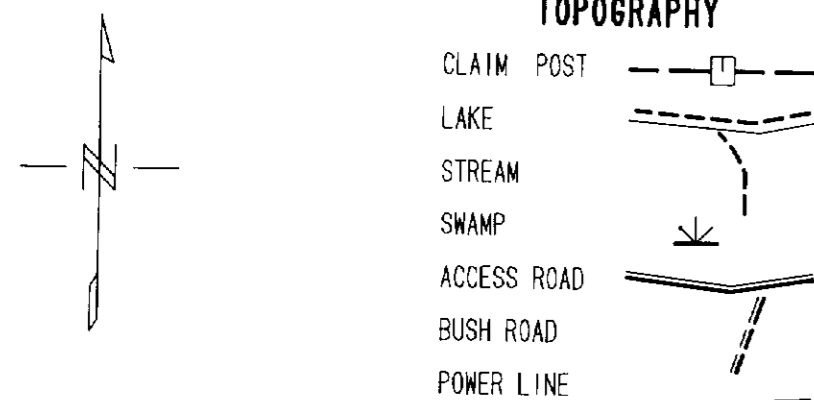 TOPOGRAPHY
N
CLAIM POST
LAKE
STREAM
SWAMP
ACCESS ROAD
BUSH ROAD
POWER LINE